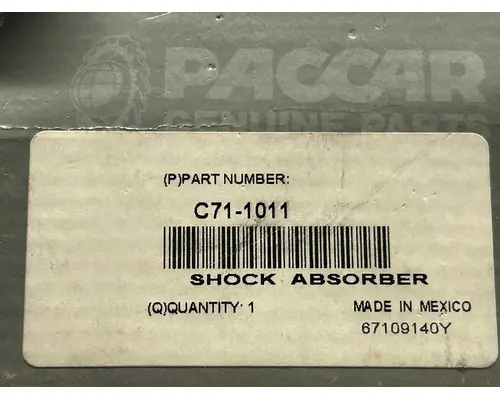 PACCAR
GENUINE PARTS
(P)PART NUMBER:
C71-1011
SHOCK ABSORBER
(Q)QUANTITY: 1
MADE IN MEXICO
67109140Y